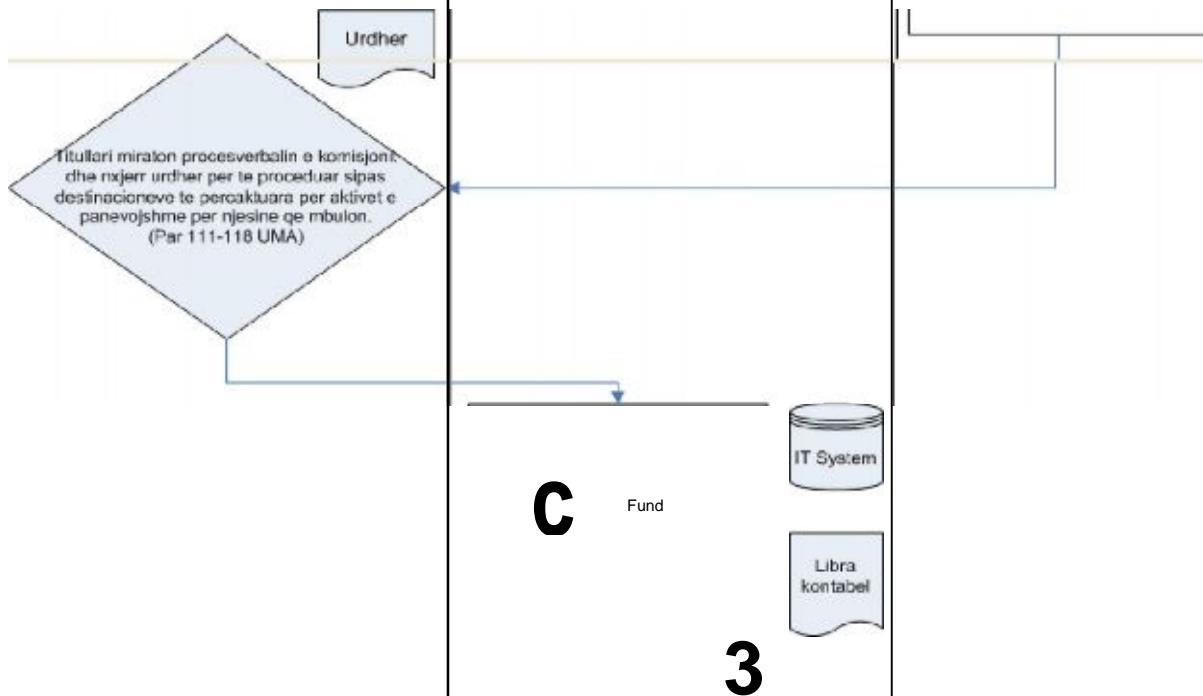 Urdher
Titullari miraton procesverbalin e komisjonit
dhe nxjerr urdher per te proceduar sipas
destinacioneve te percaktuara per aktivet e
panevojshme per njesine qe mbulon.
(Par 111-118 UMA)
IT System
C
Fund
Libra
kontabel
3